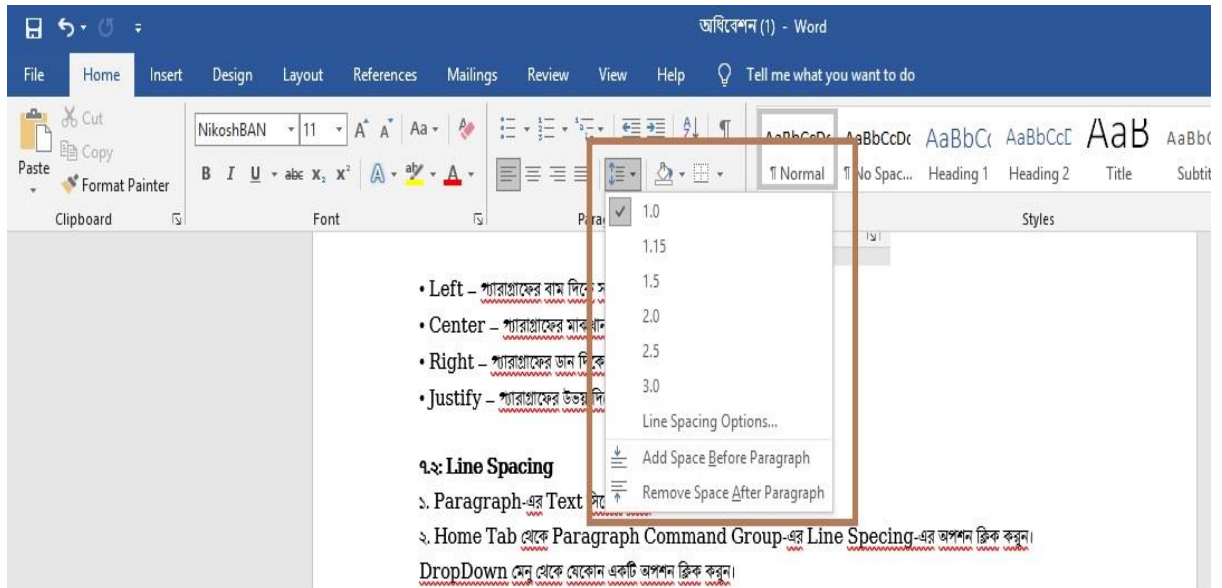 অধিবেশন (1) - Word
File Home Insert Design Layout References Mailings Review View Help Tell me what you want to do
Cut
Copy
Paste
Format Painter
NikoshBAN 11 A A Aa
B I U abc X₂ X² A aby A
AaBbCcDc AaBbCcDc AaBbCc AaBbCcD AaB AaBbC
¶ Normal ¶ No Spac... Heading 1 Heading 2 Title Subtit
Clipboard Font Styles
1.0
1.15
1.5
2.0
2.5
3.0
Line Spacing Options...
Add Space Before Paragraph
Remove Space After Paragraph
• Left – প্যারাগ্রাফের বাম দিকে
• Center – প্যারাগ্রাফের
• Right – প্যারাগ্রাফের ডান
• Justify – প্যারাগ্রাফের উভয়
৭.২: Line Spacing
১. Paragraph-এর Text
২. Home Tab থেকে Paragraph Command Group-এর Line Specing-এর অপশন ক্লিক করুন।
DropDown মেনু থেকে যেকোন একটি অপশন ক্লিক করুন।